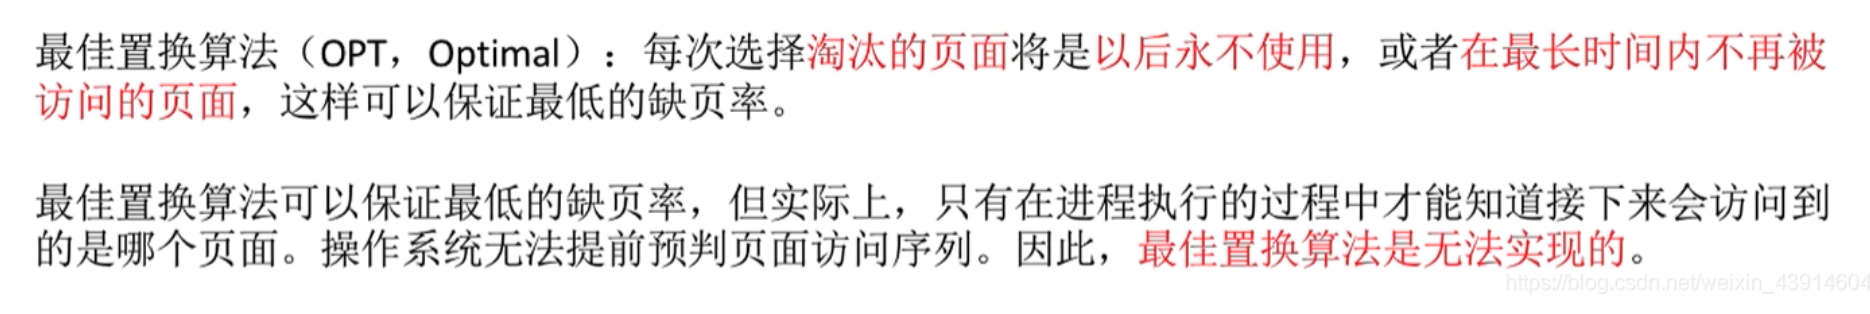 最佳置换算法（OPT，Optimal）：每次选择淘汰的页面将是以后永不使用，或者在最长时间内不再被
访问的页面，这样可以保证最低的缺页率。
最佳置换算法可以保证最低的缺页率，但实际上，只有在进程执行的过程中才能知道接下来会访问到
的是哪个页面。操作系统无法提前预判页面访问序列。因此，最佳置换算法是无法实现的。
https://blog.csdn.net/weixin_43914604